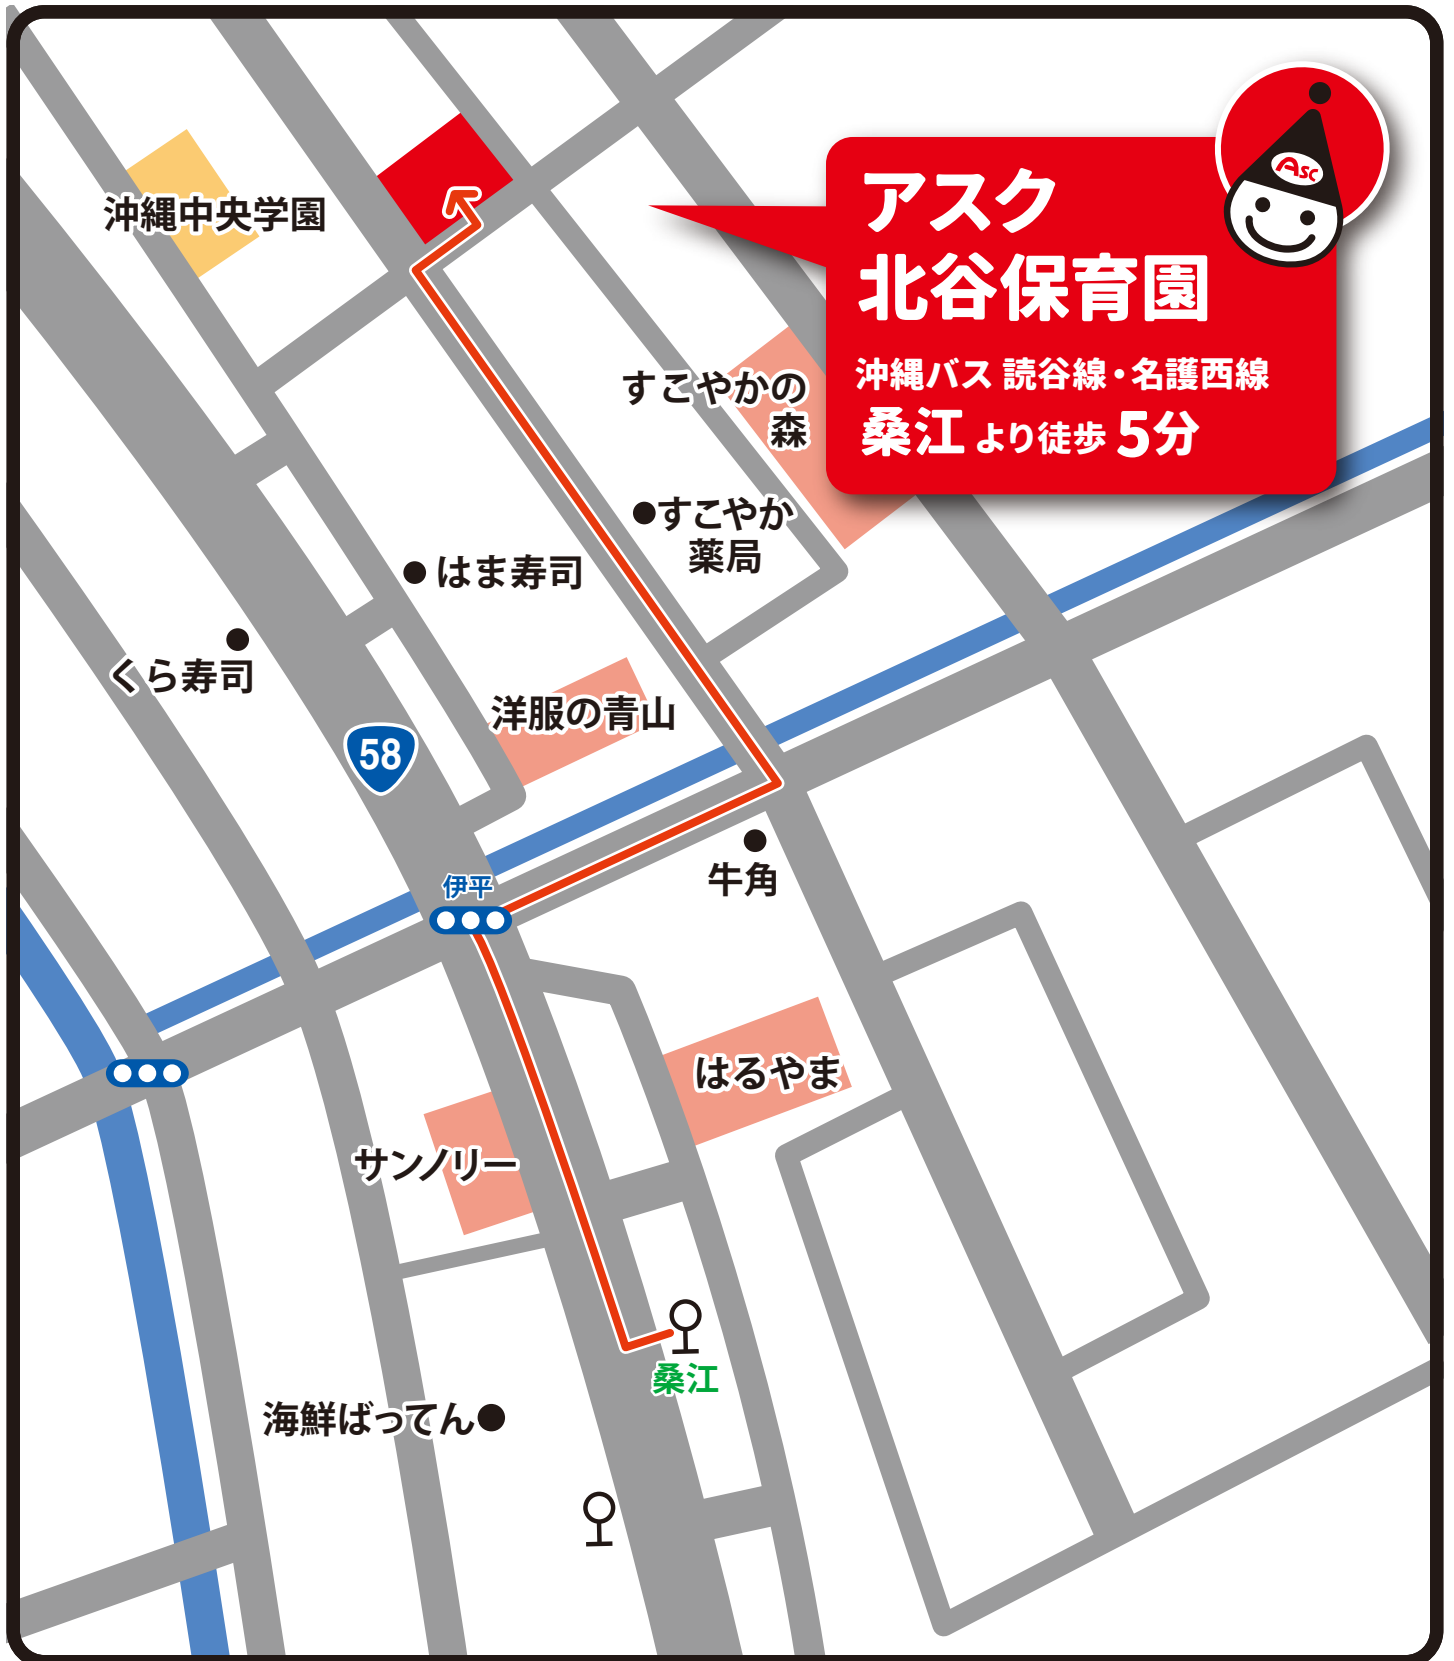 ASC
アスク
北谷保育園
沖縄バス 読谷線・名護西線
桑江 より徒歩 5分
沖縄中央学園
すこやかの
森
すこやか
薬局
はま寿司
くら寿司
洋服の青山
58
伊平
牛角
はるやま
サンノリー
桑江
海鮮ばってん